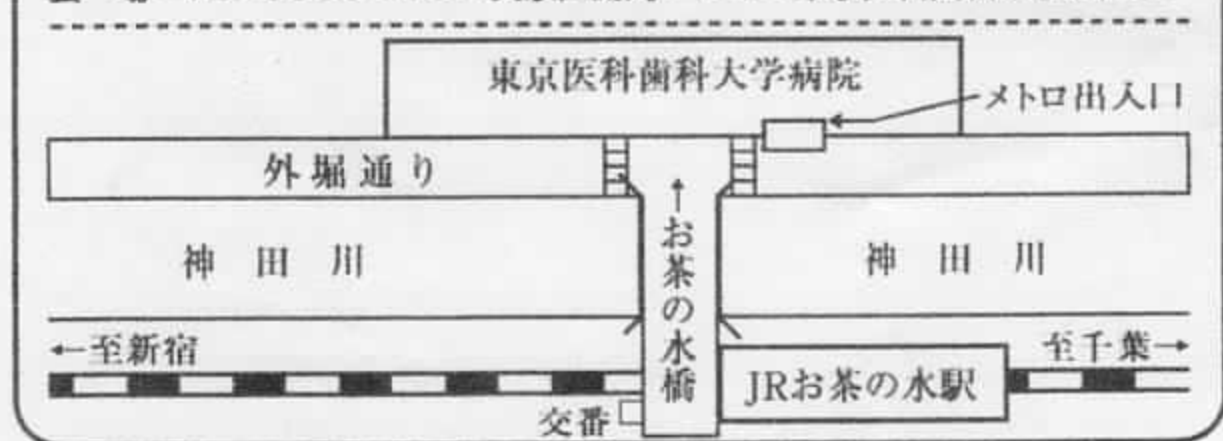 東京医科歯科大学病院
メトロ出入口
外堀通り
↑お茶の水橋
神田川
神田川
←至新宿
至千葉→
JRお茶の水駅
交番